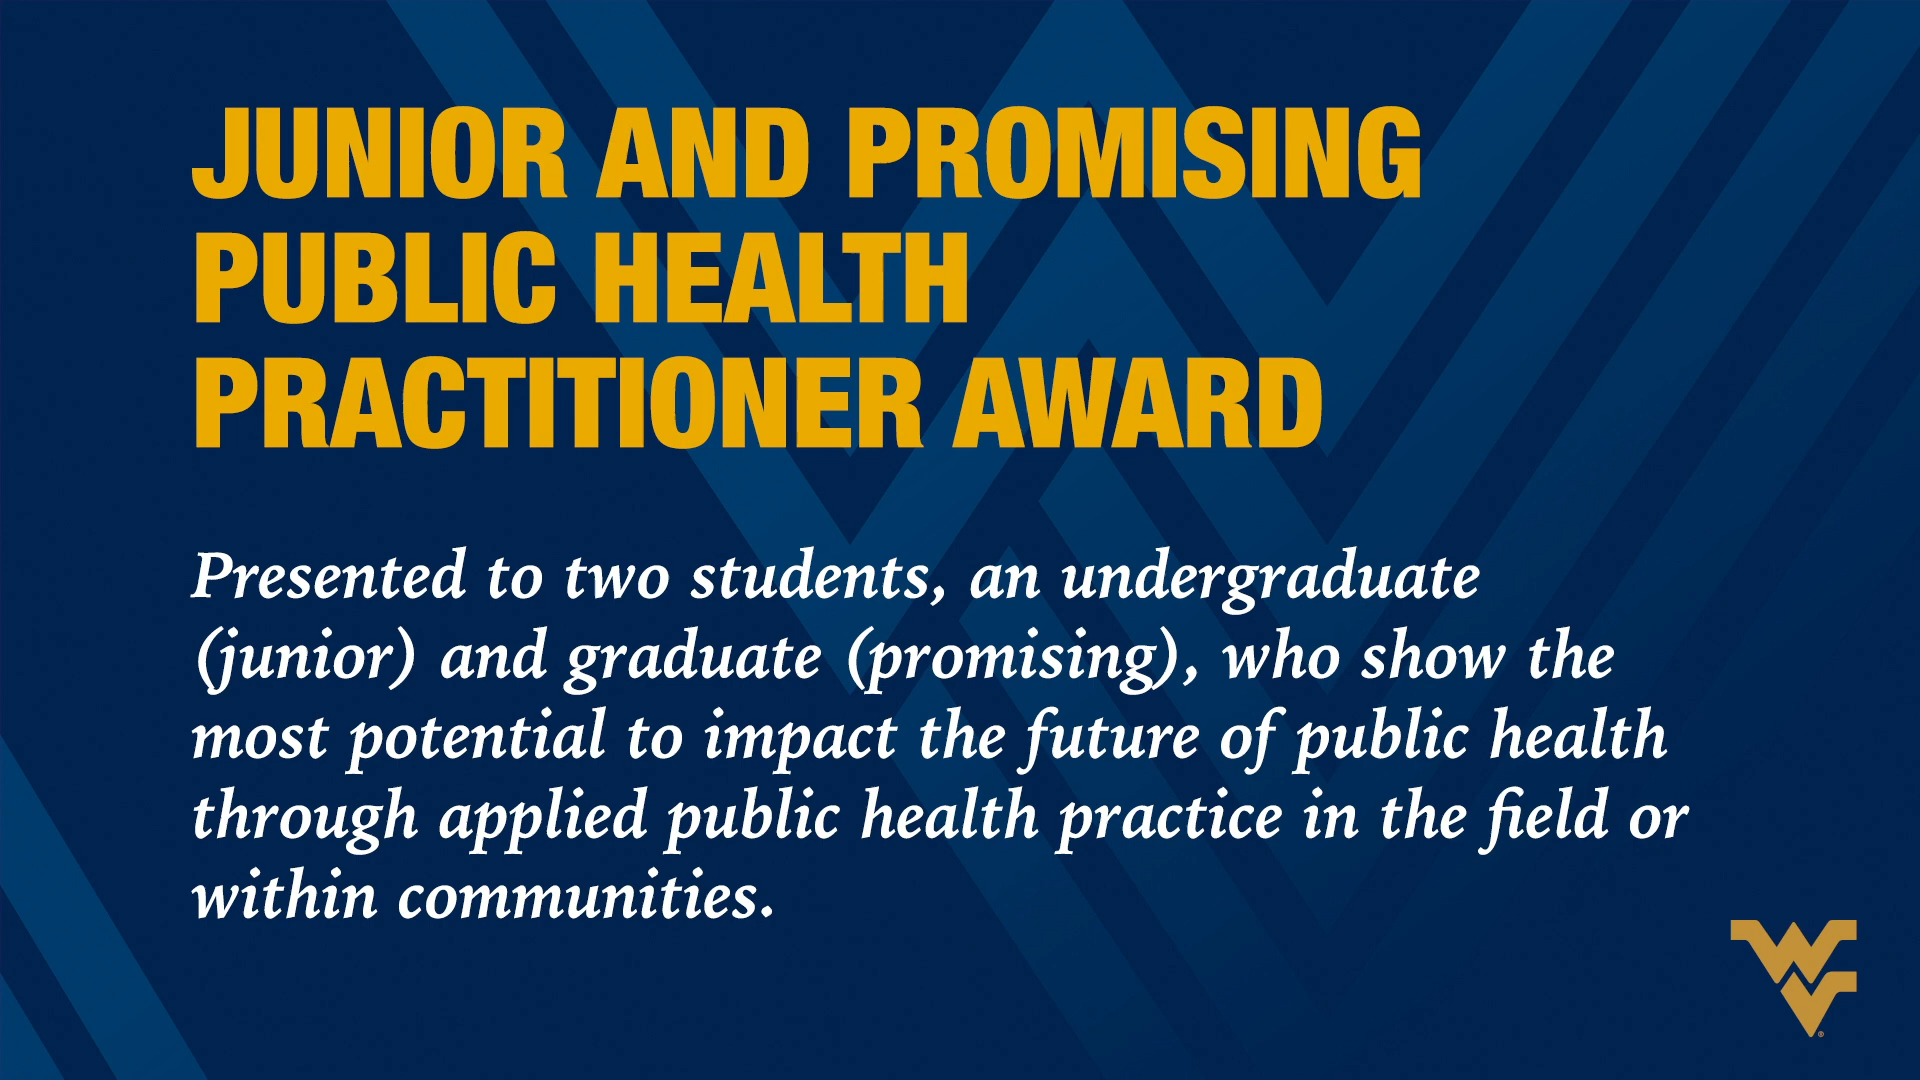 JUNIOR AND PROMISING
PUBLIC HEALTH
PRACTITIONER AWARD
Presented to two students, an undergraduate
(junior) and graduate (promising), who show the
most potential to impact the future of public health
through applied public health practice in the field or
within communities.
WV